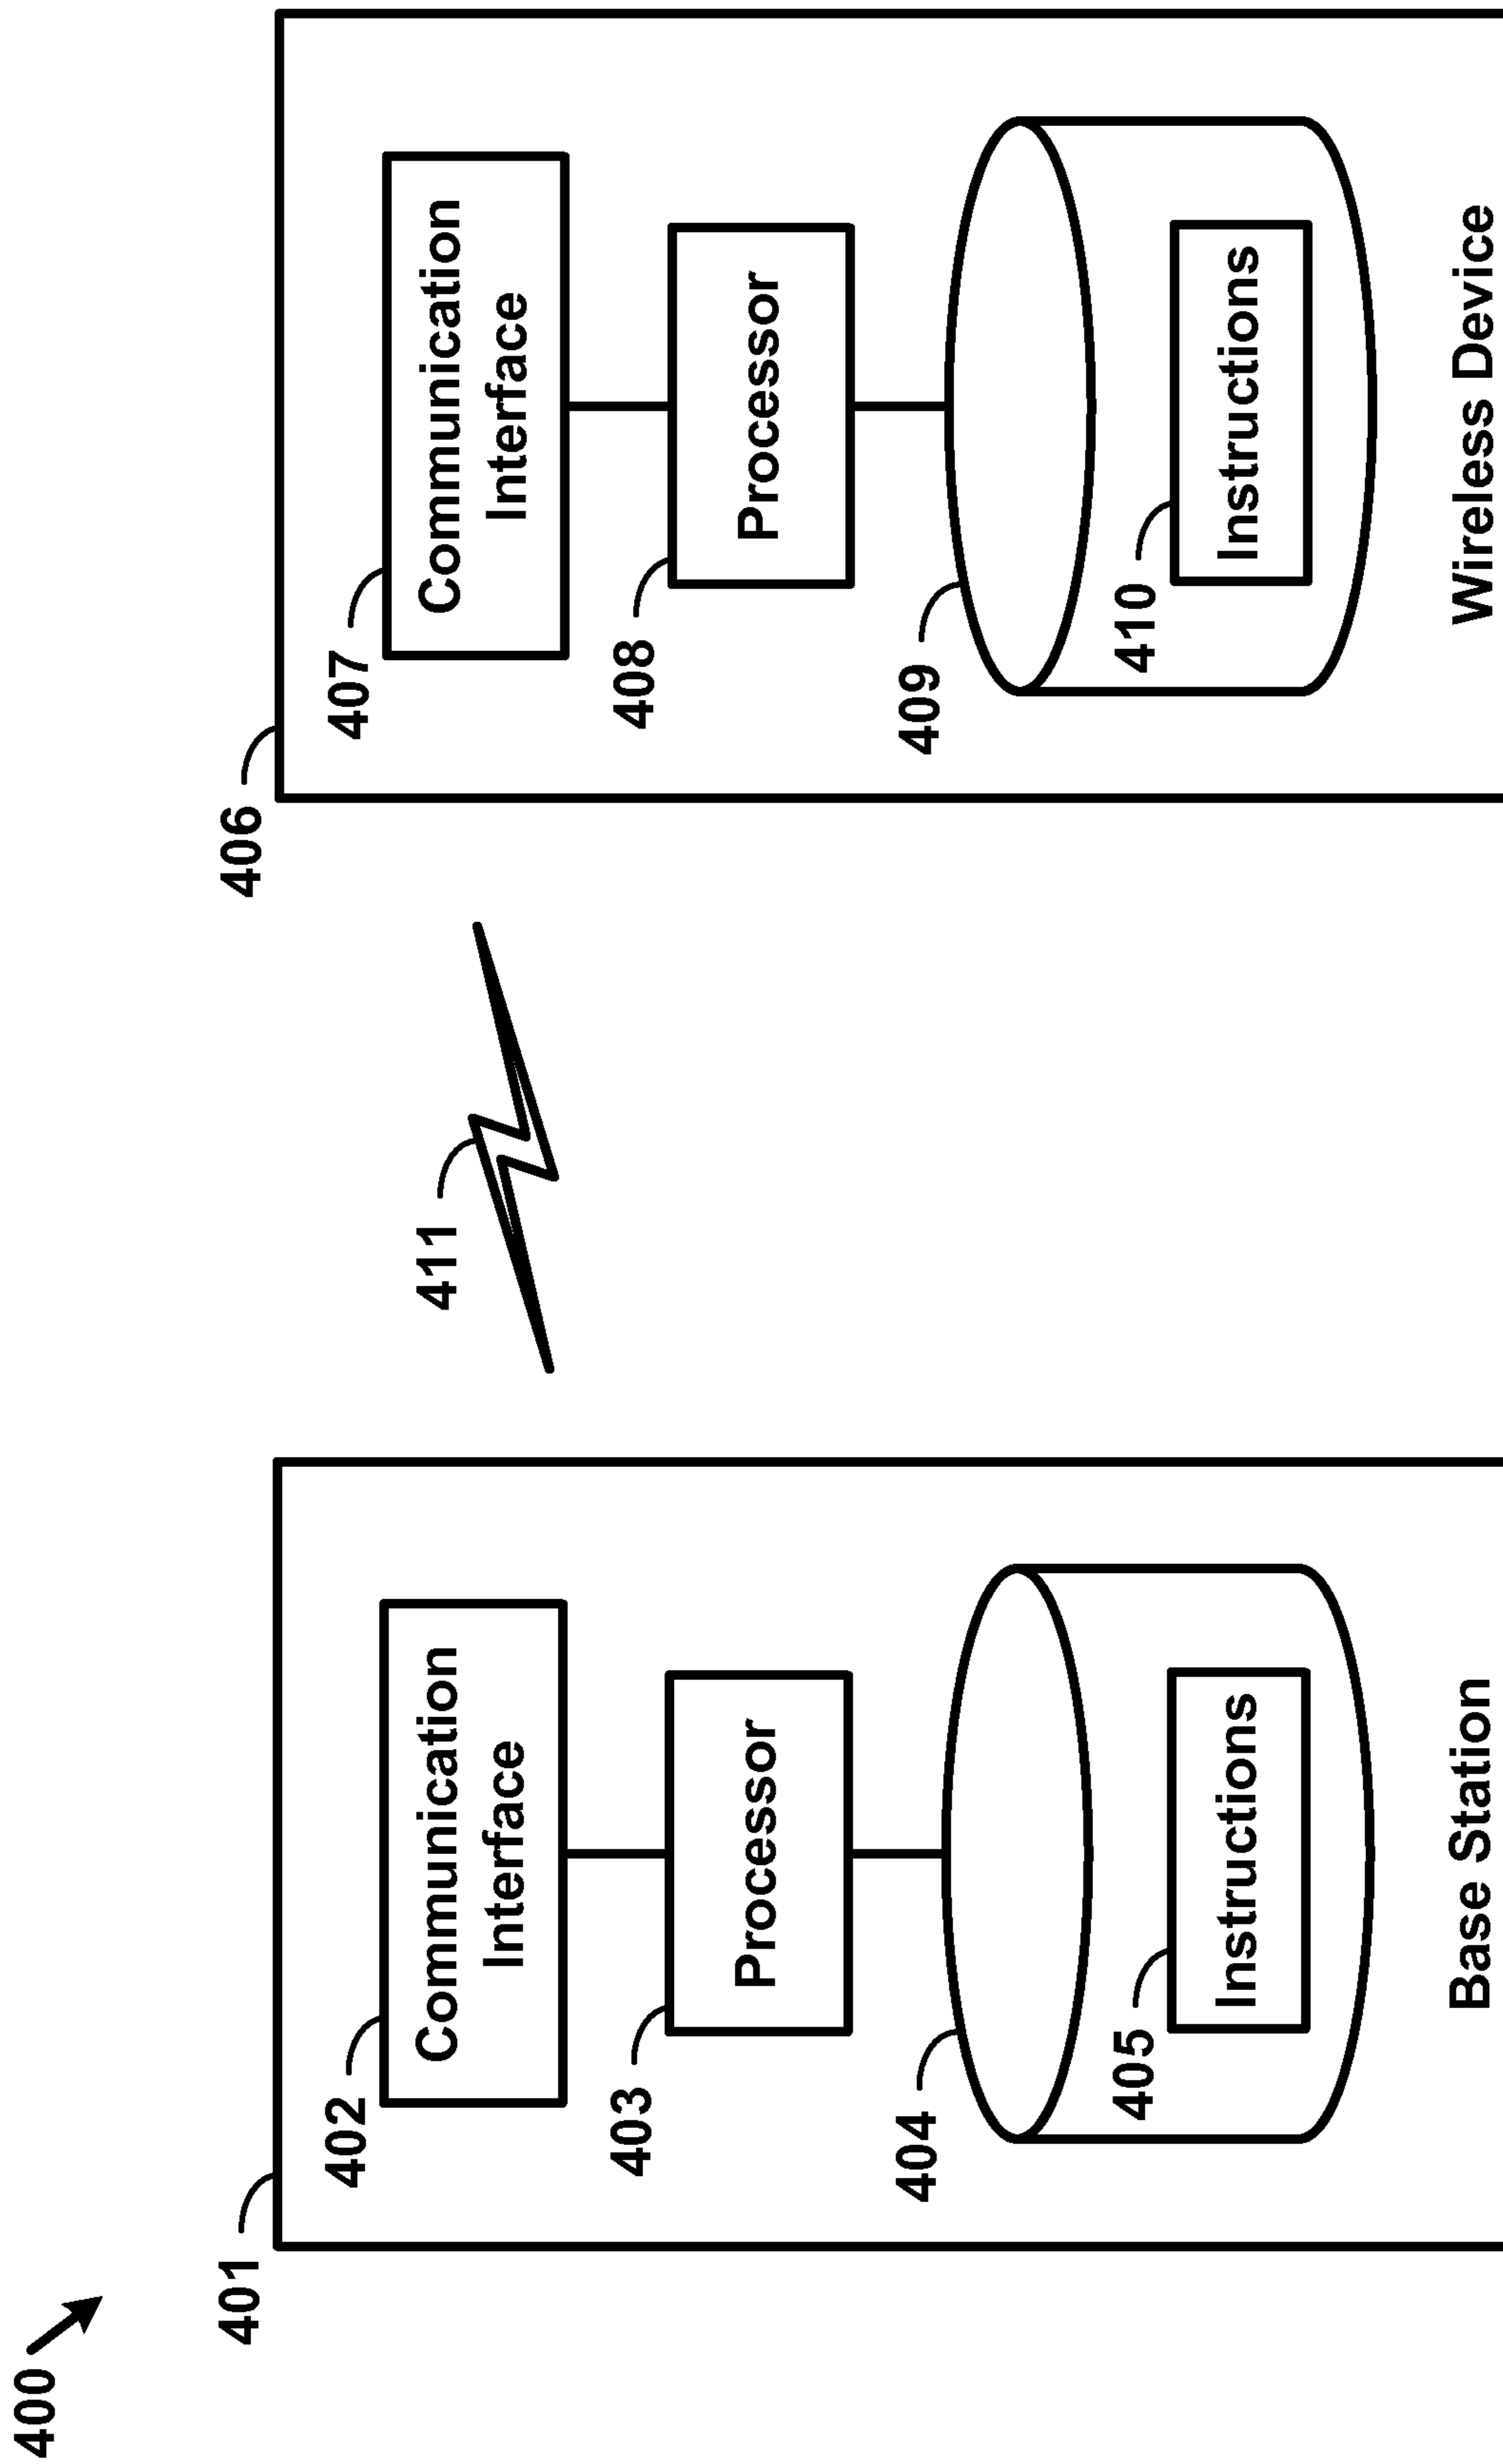 400
401
402
Communication
Interface
403
Processor
404
405
Instructions
Base Station
411
406
407
Communication
Interface
408
Processor
409
410
Instructions
Wireless Device